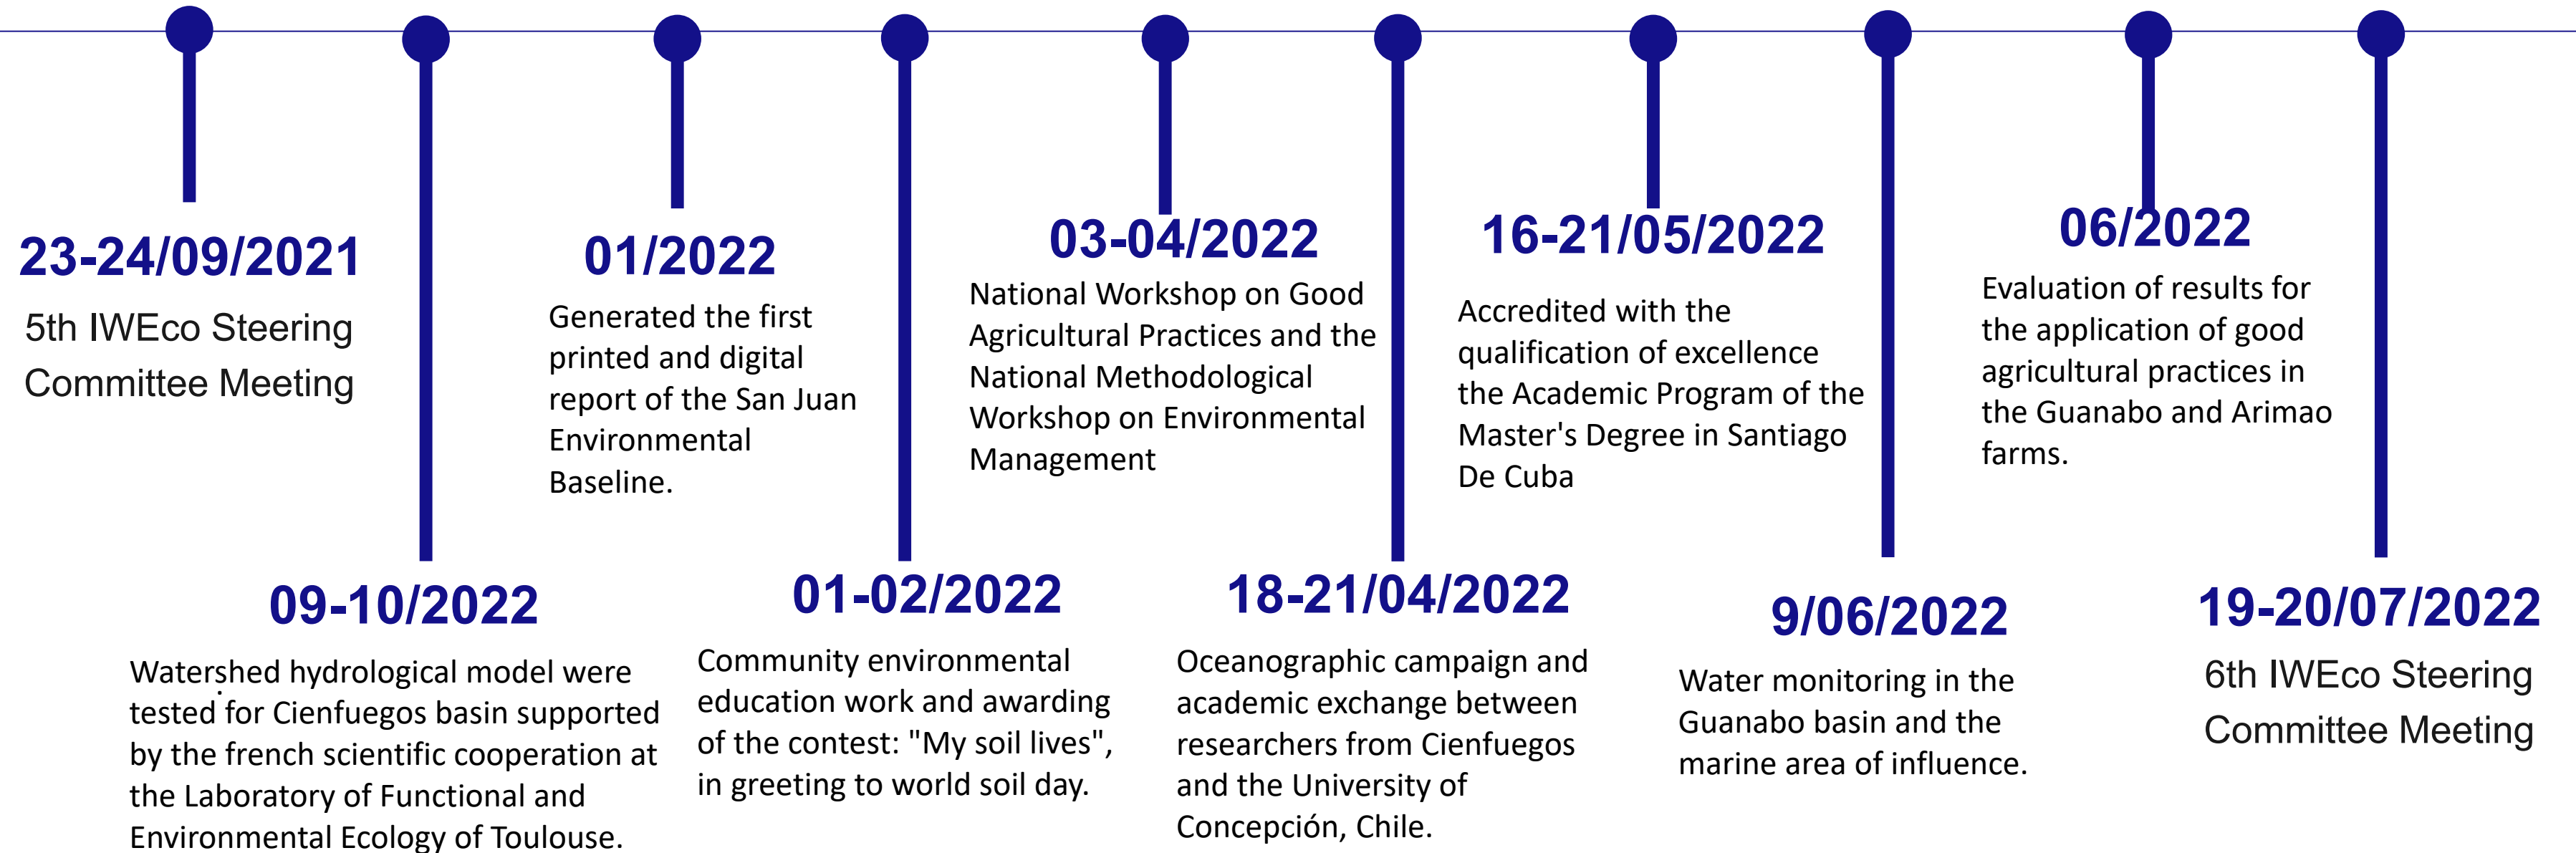 23-24/09/2021
5th IWEco Steering
Committee Meeting
09-10/2022
Watershed hydrological model were
tested for Cienfuegos basin supported
by the french scientific cooperation at
the Laboratory of Functional and
Environmental Ecology of Toulouse.
01/2022
Generated the first
printed and digital
report of the San Juan
Environmental
Baseline.
01-02/2022
Community environmental
education work and awarding
of the contest: "My soil lives",
in greeting to world soil day.
03-04/2022
National Workshop on Good
Agricultural Practices and the
National Methodological
Workshop on Environmental
Management
18-21/04/2022
Oceanographic campaign and
academic exchange between
researchers from Cienfuegos
and the University of
Concepción, Chile.
16-21/05/2022
Accredited with the
qualification of excellence
the Academic Program of the
Master's Degree in Santiago
De Cuba
9/06/2022
Water monitoring in the
Guanabo basin and the
marine area of influence.
06/2022
Evaluation of results for
the application of good
agricultural practices in
the Guanabo and Arimao
farms.
19-20/07/2022
6th IWEco Steering
Committee Meeting